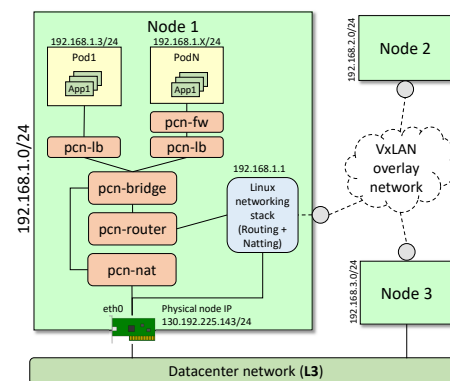 Node 1
192.168.1.3/24
192.168.1.X/24
Pod1
PodN
App1
App1
pcn-fw
pcn-lb
pcn-lb
192.168.1.0/24
pcn-bridge
pcn-router
pcn-nat
192.168.1.1
Linux
networking
stack
(Routing +
Natting)
eth0
Physical node IP
130.192.225.143/24
192.168.2.0/24
Node 2
VxLAN
overlay
network
192.168.3.0/24
Node 3
Datacenter network (L3)